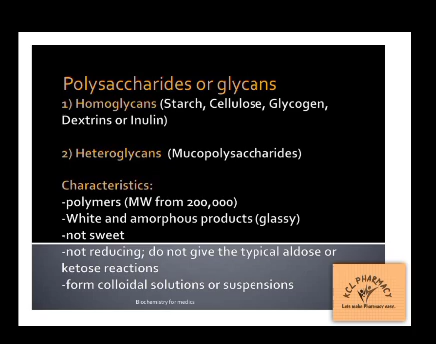 Polysaccharides or glycans
1) Homoglycans (Starch, Cellulose, Glycogen,
Dextrins or Inulin)
2) Heteroglycans (Mucopolysaccharides)
Characteristics:
-polymers (MW from 200,000)
-White and amorphous products (glassy)
-not sweet
-not reducing; do not give the typical aldose or
ketose reactions
-form colloidal solutions or suspensions
Biochemistry for medics
KCL PHARMACY
Lets make Pharmacy easy.